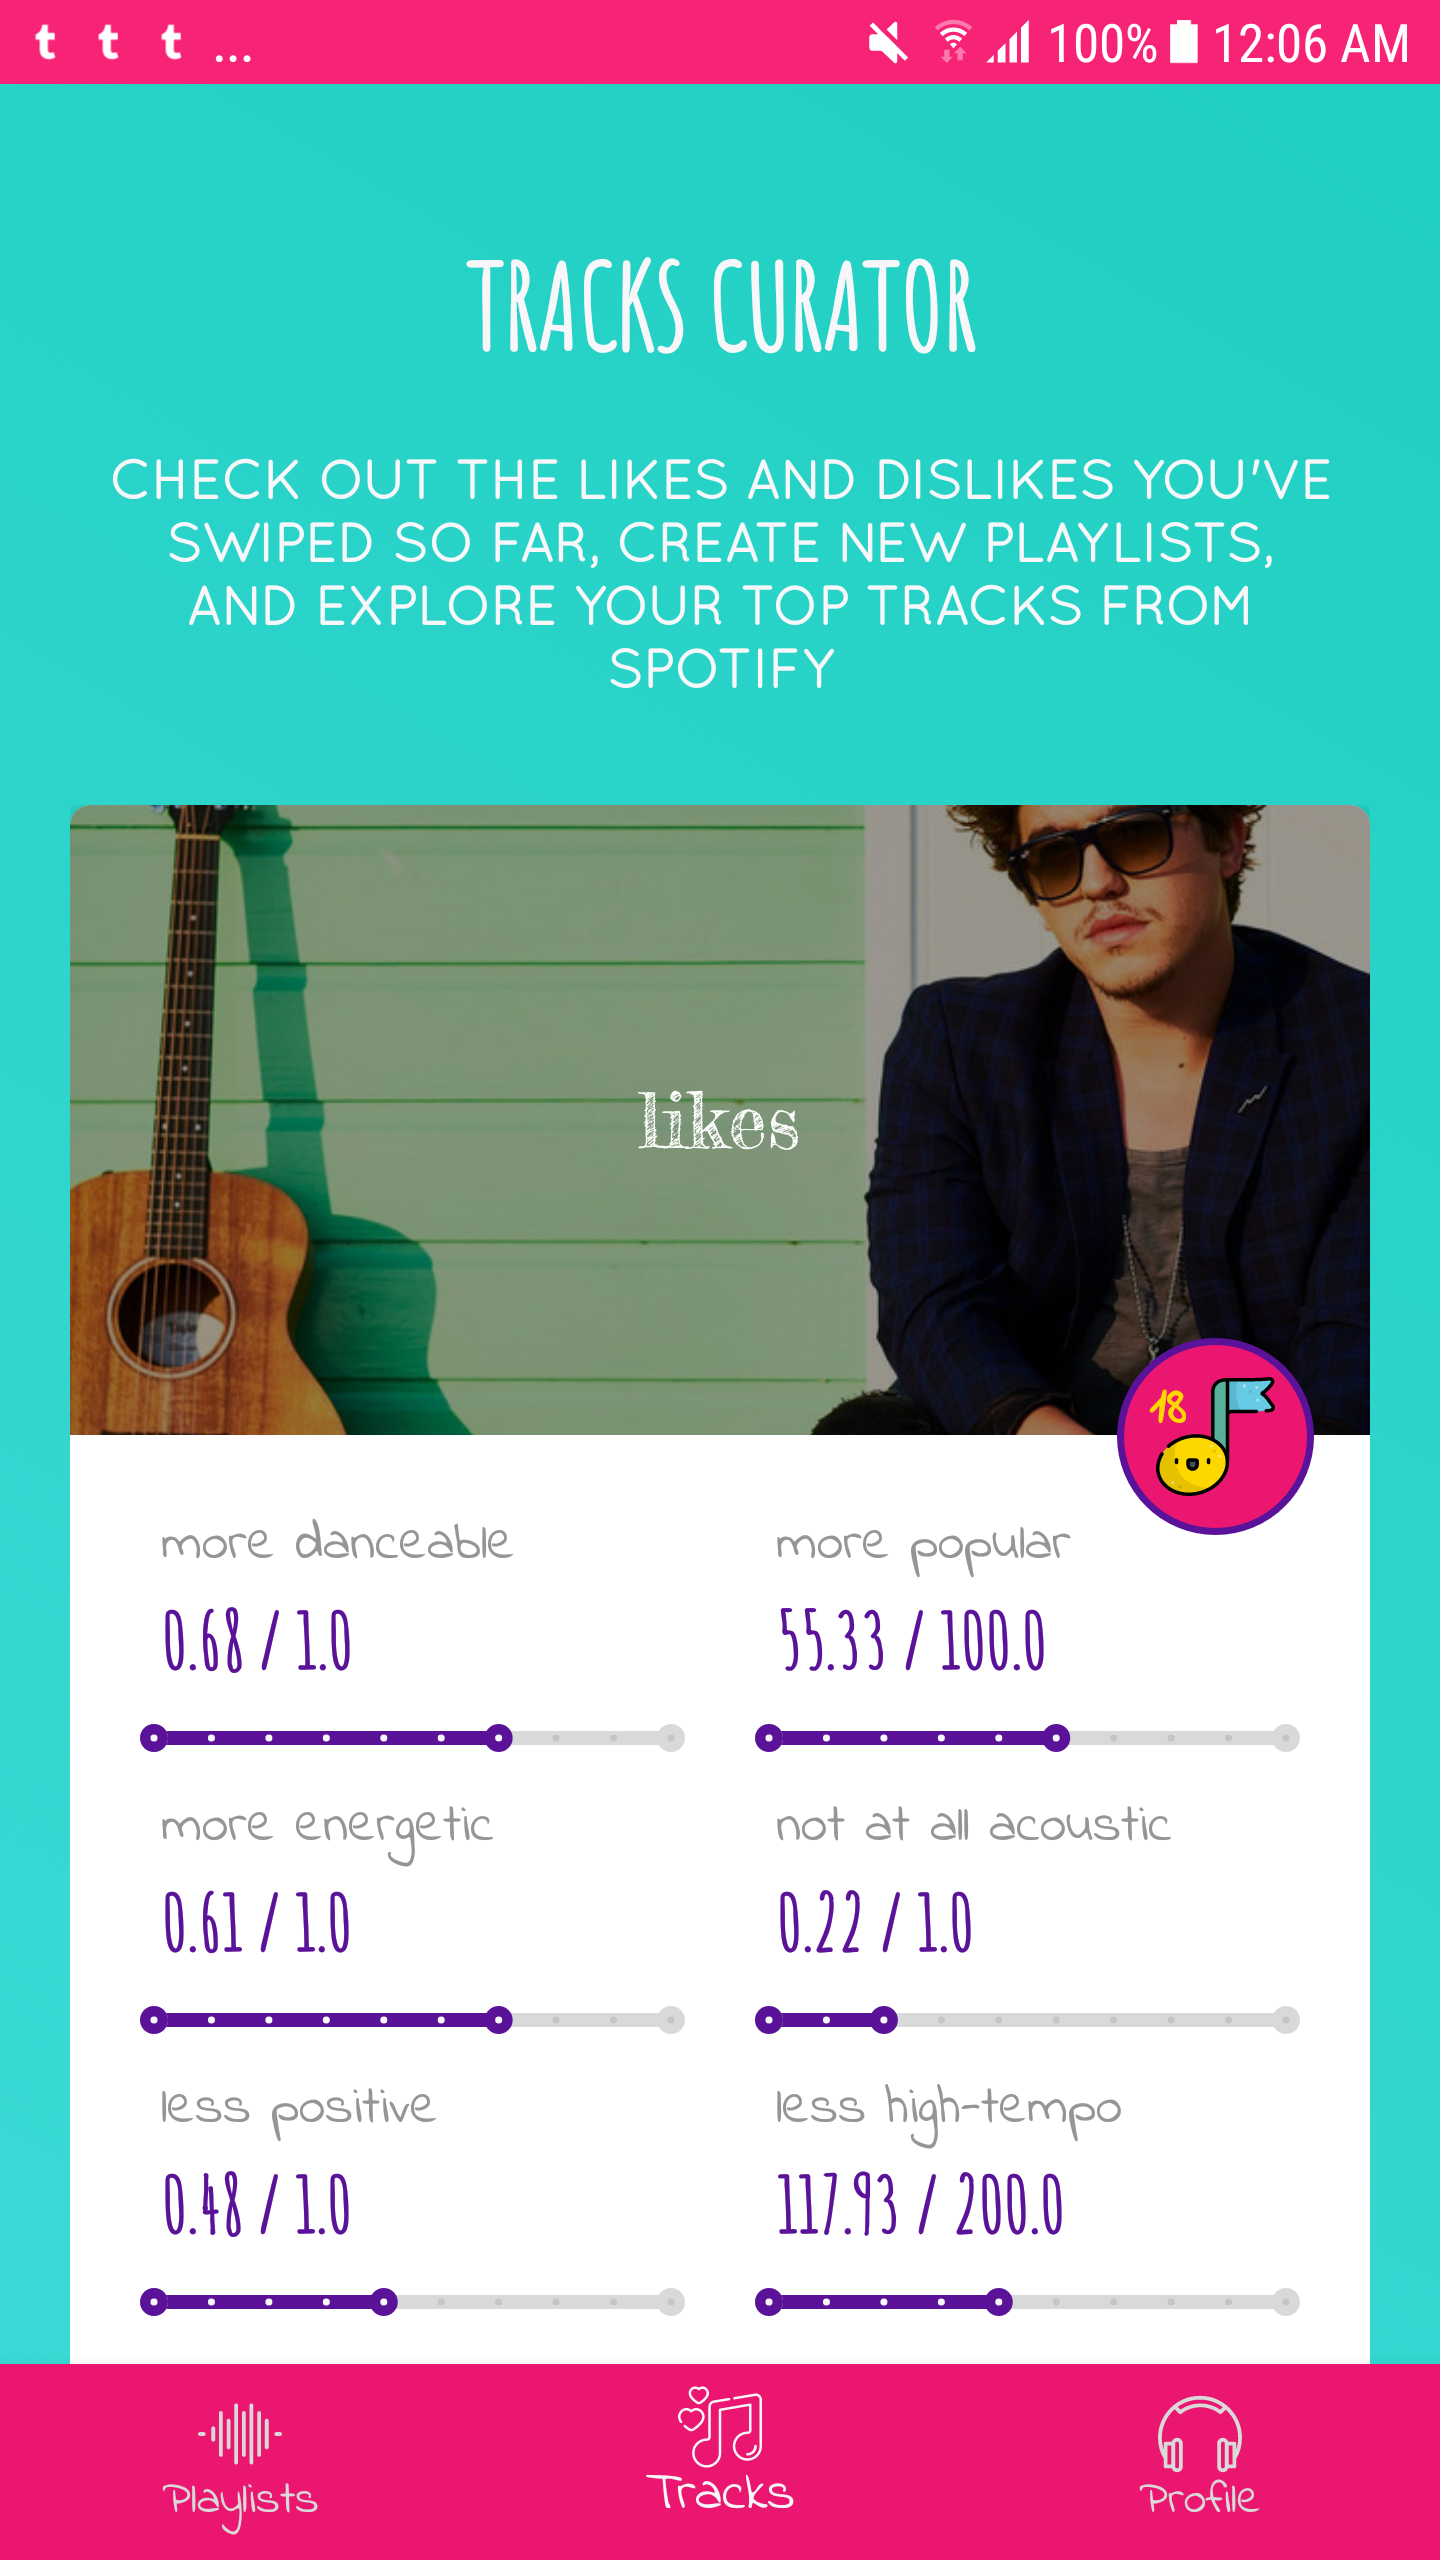 t t t ... 100% 12:06 AM
TRACKS CURATOR
CHECK OUT THE LIKES AND DISLIKES YOU'VE
SWIPED SO FAR, CREATE NEW PLAYLISTS,
AND EXPLORE YOUR TOP TRACKS FROM
SPOTIFY
likes
18
more danceable
0.68 / 1.0
more popular
55.33 / 100.0
more energetic
0.61 / 1.0
not at all acoustic
0.22 / 1.0
less positive
0.48 / 1.0
less high-tempo
117.93 / 200.0
Playlists
Tracks
Profile